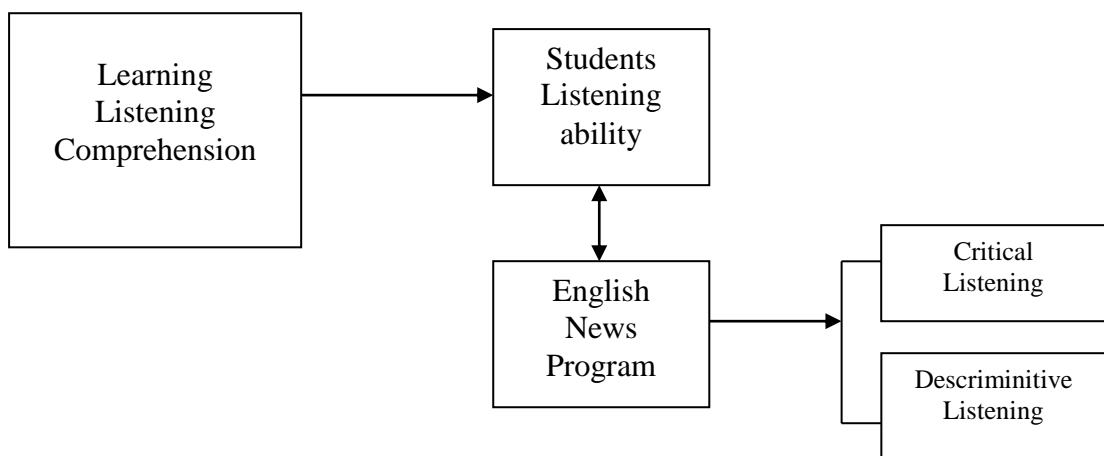 Learning
Listening
Comprehension
Students
Listening
ability
English
News
Program
Critical
Listening
Descriminitive
Listening